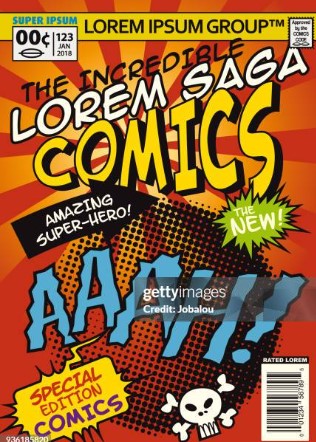 SUPER IPSUM
LOREM IPSUM GROUP™
00¢
123
JAN
2018
Approved
by the
COMICS
CODE
THE INCREDIBLE
LOREM SAGA
COMICS
AMAZING
SUPER-HERO!
THE
NEW!
AAAH!!
gettyimages
Credit: Jobalou
SPECIAL
EDITION
COMICS
RATED LOREM
936185820